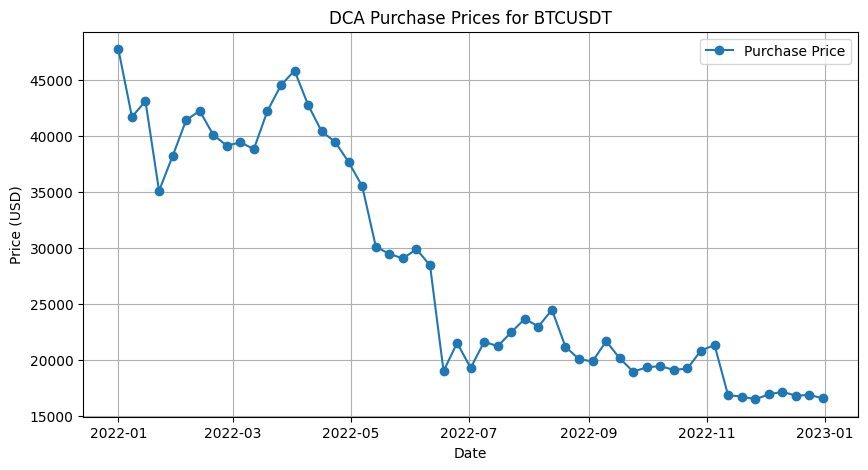 DCA Purchase Prices for BTCUSDT
Purchase Price
Price (USD)
45000
40000
35000
30000
25000
20000
15000
2022-01 2022-03 2022-05 2022-07 2022-09 2022-11 2023-01
Date